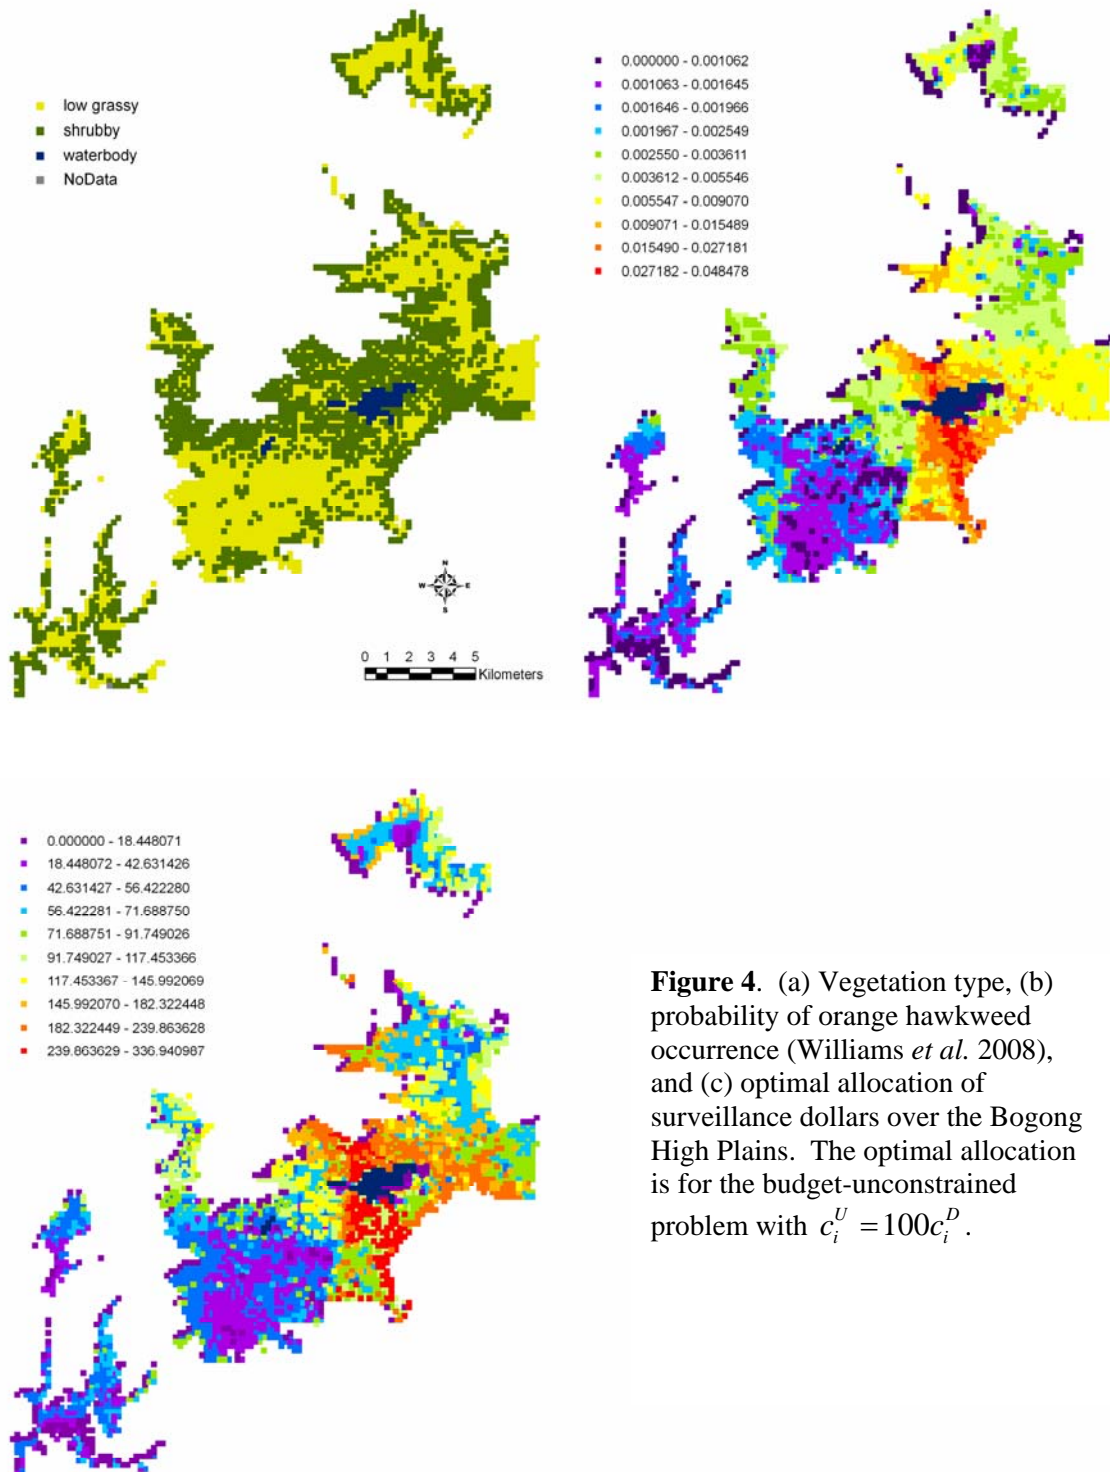 low grassy
shrubby
waterbody
NoData
N
W E
S
0 1 2 3 4 5
Kilometers
0.000000 - 0.001062
0.001063 - 0.001645
0.001646 - 0.001966
0.001967 - 0.002549
0.002550 - 0.003611
0.003612 - 0.005546
0.005547 - 0.009070
0.009071 - 0.015489
0.015490 - 0.027181
0.027182 - 0.048478
0.000000 - 18.448071
18.448072 - 42.631426
42.631427 - 56.422280
56.422281 - 71.688750
71.688751 - 91.749026
91.749027 - 117.453366
117.453367 - 145.992069
145.992070 - 182.322448
182.322449 - 239.863628
239.863629 - 336.940987
Figure 4. (a) Vegetation type, (b)
probability of orange hawkweed
occurrence (Williams et al. 2008),
and (c) optimal allocation of
surveillance dollars over the Bogong
High Plains. The optimal allocation
is for the budget-unconstrained
problem with c_i^U = 100c_i^D.